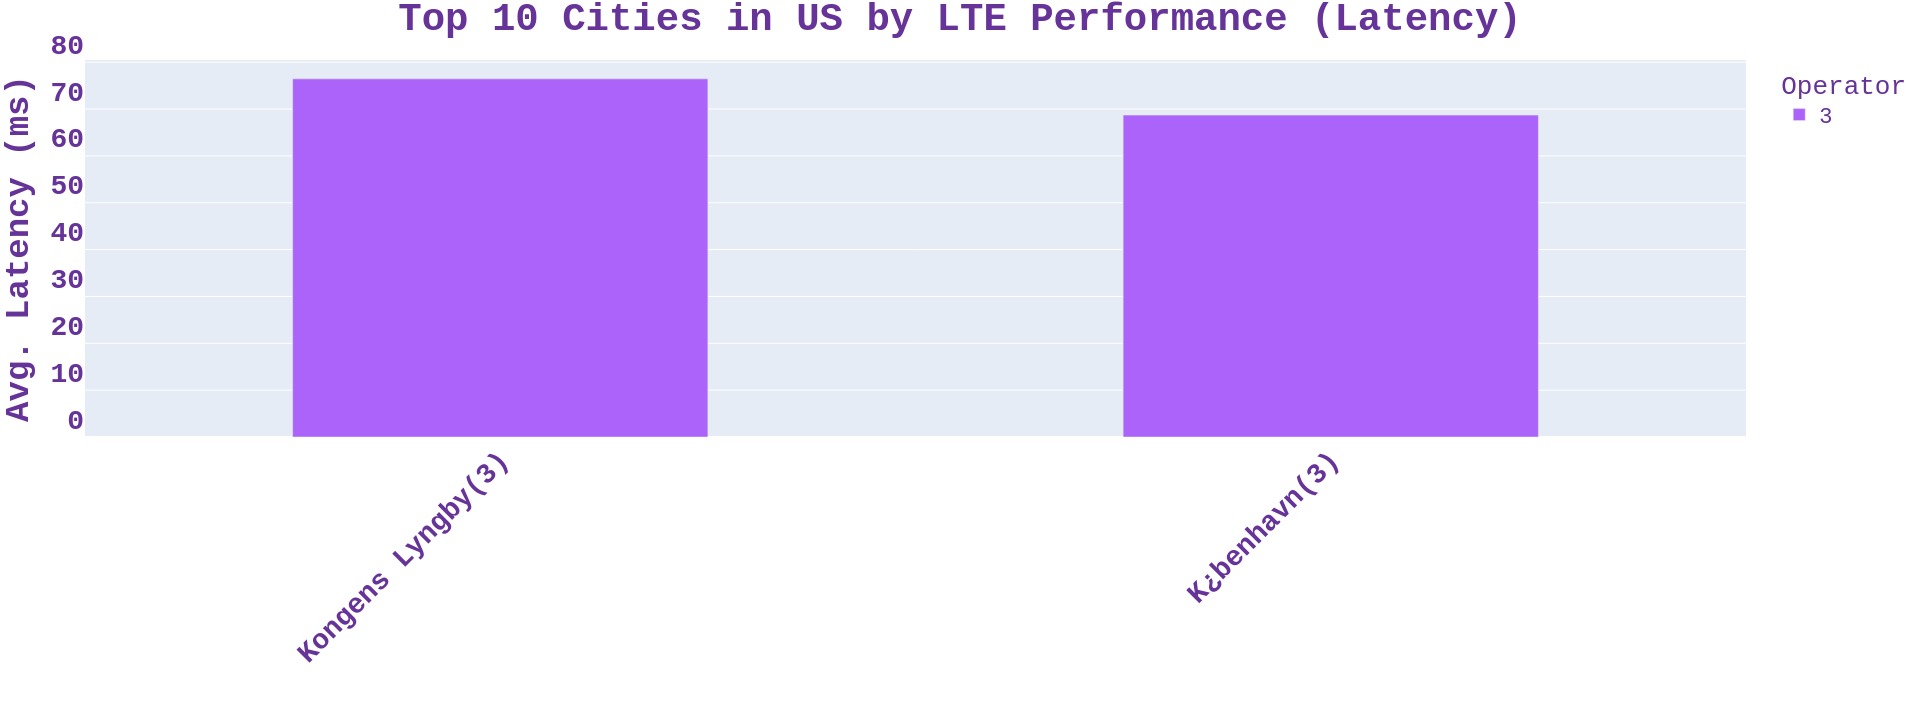 Top 10 Cities in US by LTE Performance (Latency)
Avg. Latency (ms)
80
70
60
50
40
30
20
10
0
Kongens Lyngby(3)
K¿benhavn(3)
Operator
3